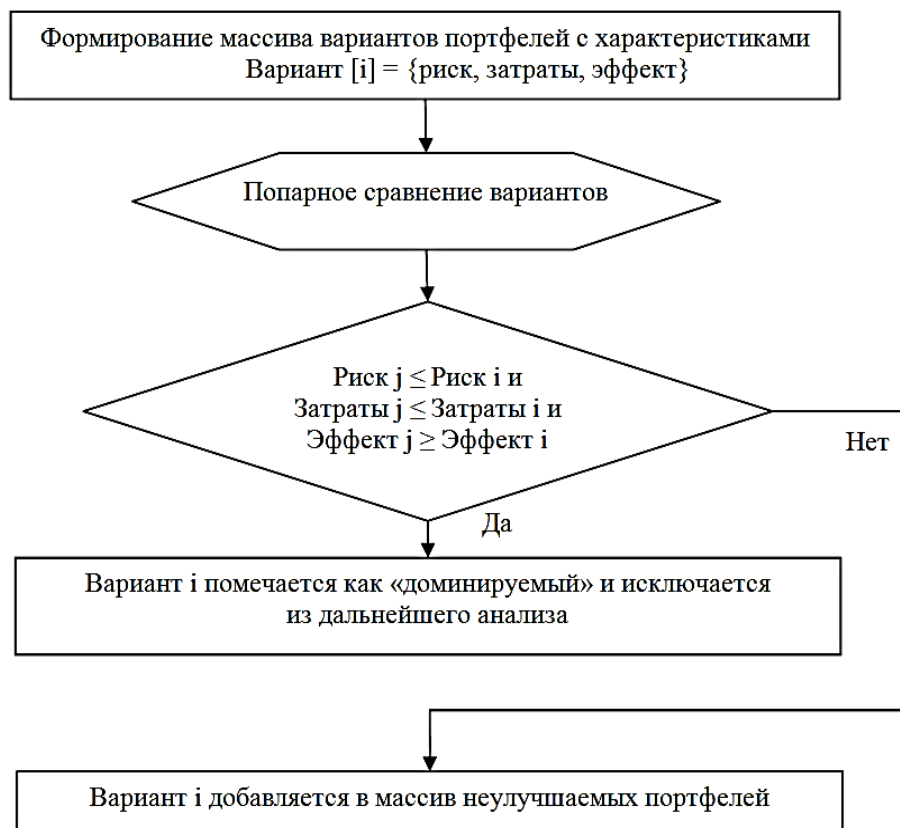 Формирование массива вариантов портфелей с характеристиками
Вариант [i] = {риск, затраты, эффект}
Попарное сравнение вариантов
Риск j ≤ Риск i и
Затраты j ≤ Затраты i и
Эффект j ≥ Эффект i
Нет
Да
Вариант i помечается как «доминируемый» и исключается
из дальнейшего анализа
Вариант i добавляется в массив неулучшаемых портфелей